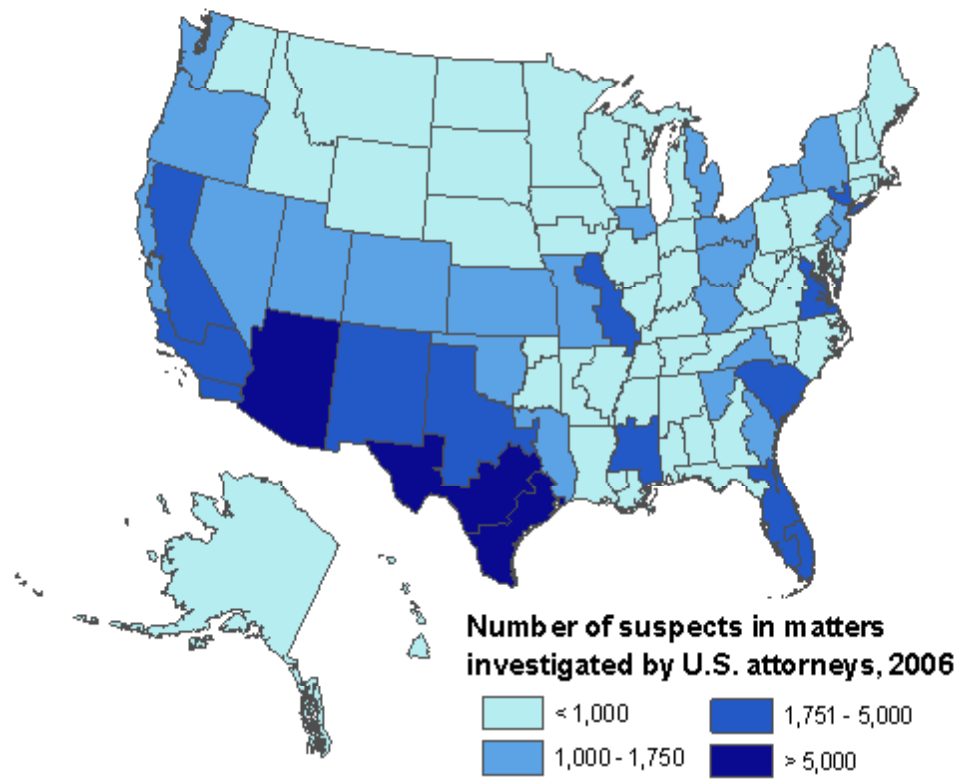 Number of suspects in matters
investigated by U.S. attorneys, 2006
< 1,000
1,751 - 5,000
1,000 - 1,750
> 5,000